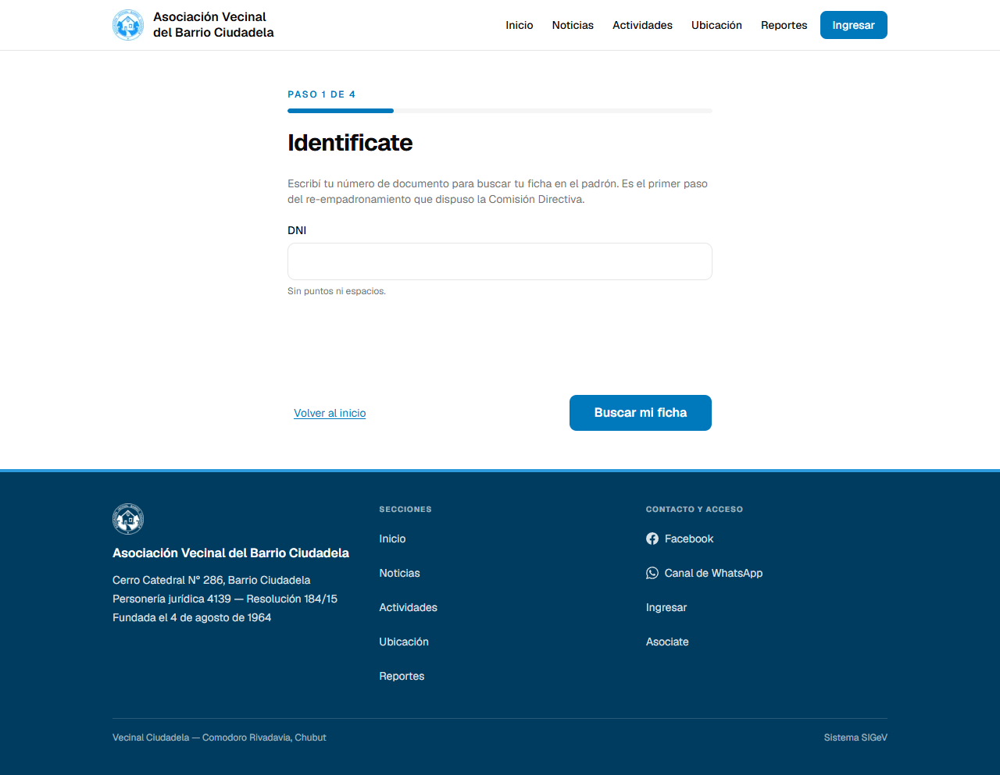 Asociación Vecinal
del Barrio Ciudadela
Inicio
Noticias
Actividades
Ubicación
Reportes
Ingresar
PASO 1 DE 4
Identificate
Escribí tu número de documento para buscar tu ficha en el padrón. Es el primer paso
del re-empadronamiento que dispuso la Comisión Directiva.
DNI
Sin puntos ni espacios.
Volver al inicio
Buscar mi ficha
Asociación Vecinal del Barrio Ciudadela
Cerro Catedral N° 286, Barrio Ciudadela
Personería jurídica 4139 — Resolución 184/15
Fundada el 4 de agosto de 1964
SECCIONES
Inicio
Noticias
Actividades
Ubicación
Reportes
CONTACTO Y ACCESO
Facebook
Canal de WhatsApp
Ingresar
Asociate
Vecinal Ciudadela — Comodoro Rivadavia, Chubut
Sistema SIGeV